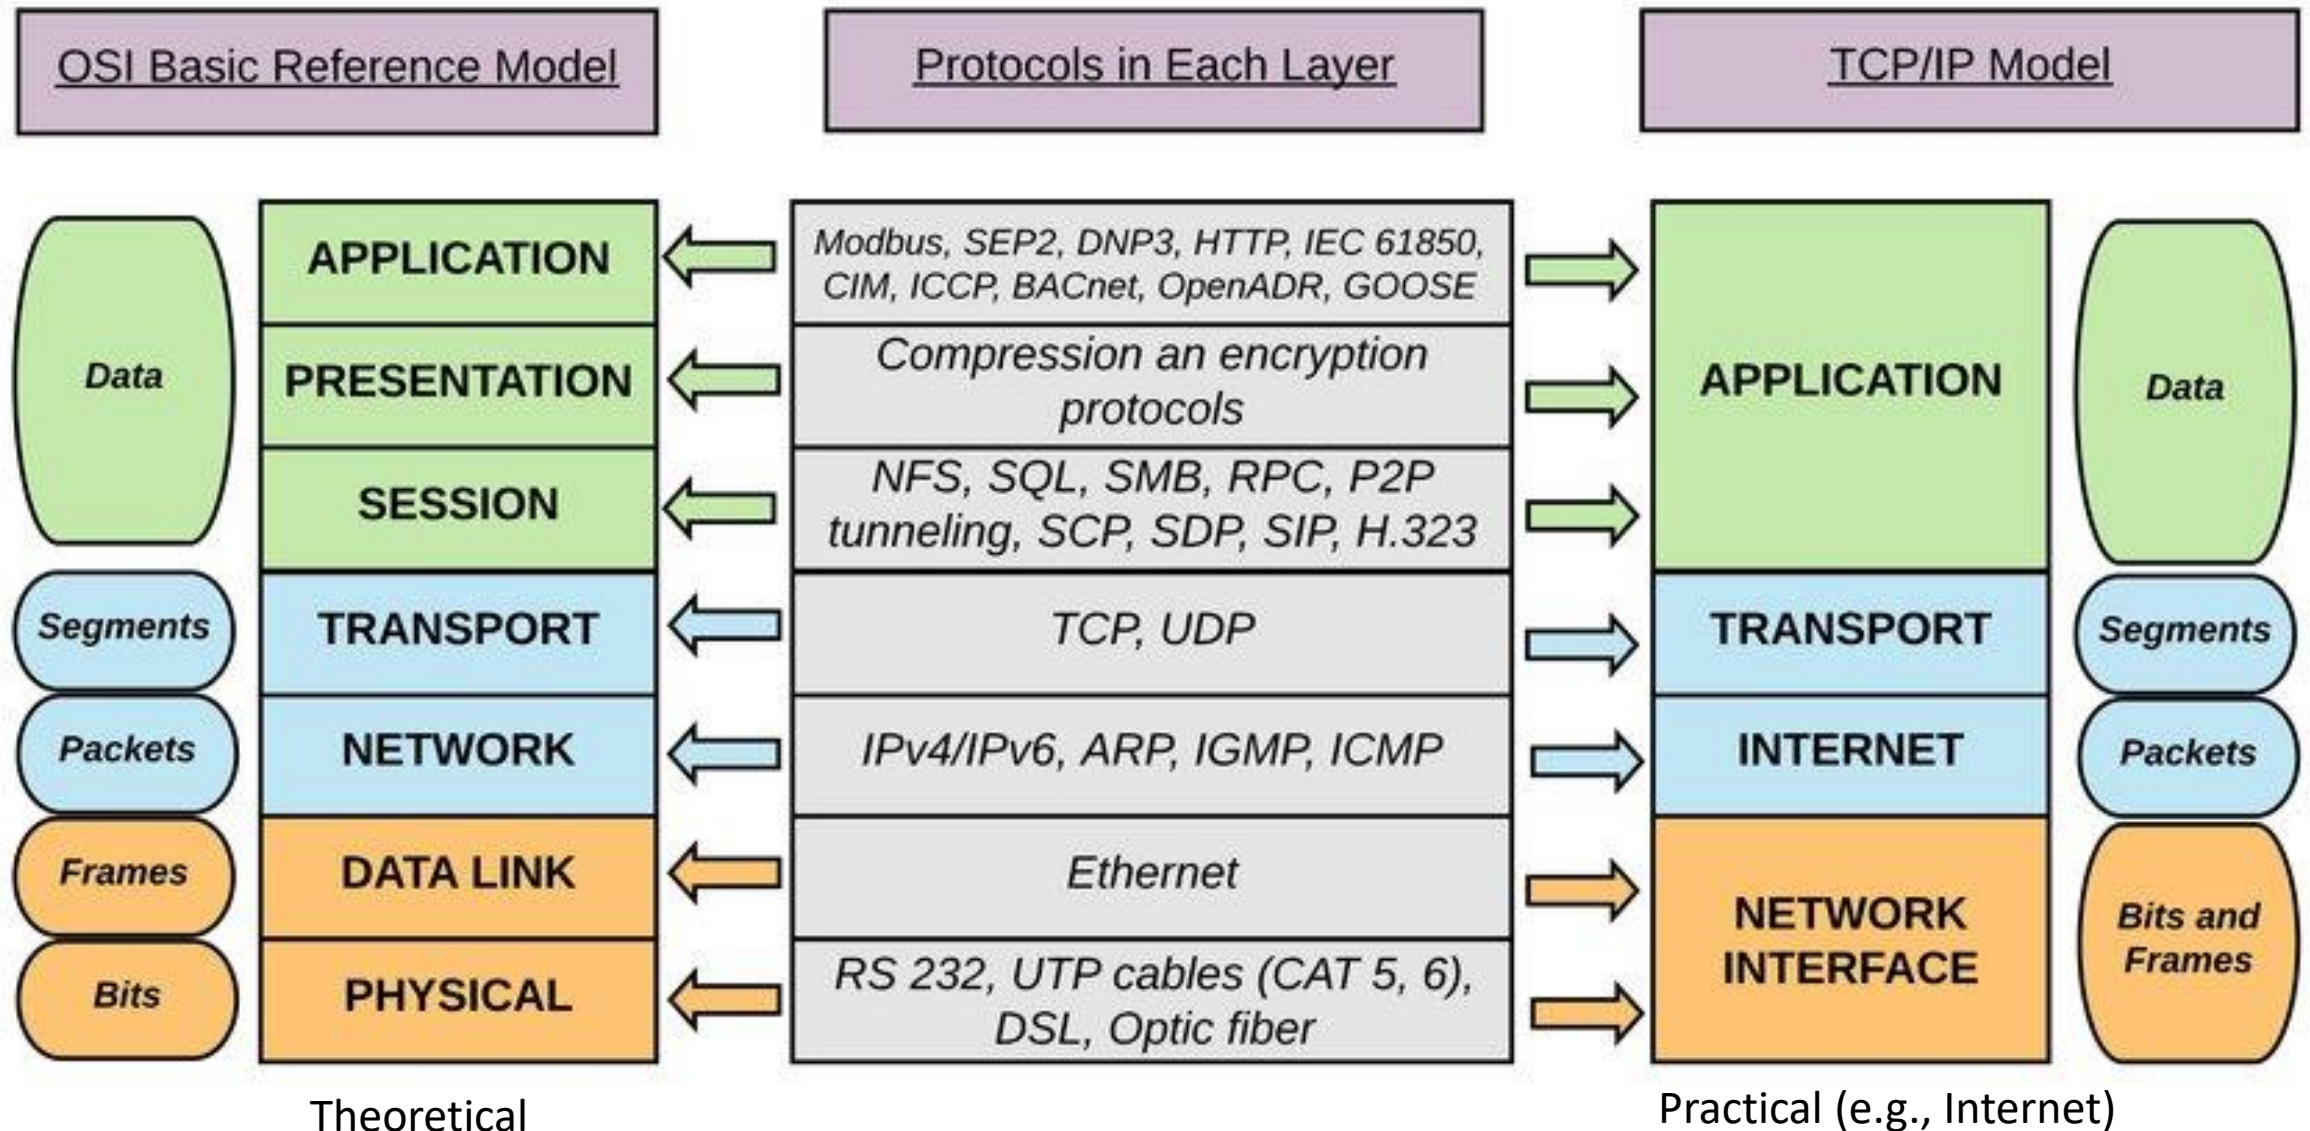 OSI Basic Reference Model
Protocols in Each Layer
TCP/IP Model
Data
APPLICATION
Modbus, SEP2, DNP3, HTTP, IEC 61850,
CIM, ICCP, BACnet, OpenADR, GOOSE
PRESENTATION
Compression an encryption
protocols
SESSION
NFS, SQL, SMB, RPC, P2P
tunneling, SCP, SDP, SIP, H.323
APPLICATION
Data
Segments
TRANSPORT
TCP, UDP
TRANSPORT
Segments
Packets
NETWORK
IPv4/IPv6, ARP, IGMP, ICMP
INTERNET
Packets
Frames
DATA LINK
Ethernet
Bits
PHYSICAL
RS 232, UTP cables (CAT 5, 6),
DSL, Optic fiber
NETWORK
INTERFACE
Bits and
Frames
Theoretical
Practical (e.g., Internet)